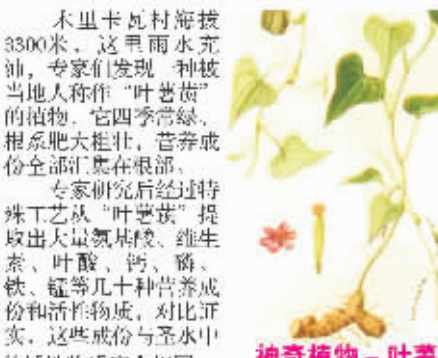 木里卡瓦村海拔
3300米，这里雨水充
沛，专家们发现一种被
当地人称作“叶薯蓣”
的植物，它四季常绿、
根系肥大粗壮，营养成
份全部汇集在根部。
专家研究后经过特
殊工艺从“叶薯蓣”提
取出大量氨基酸、维生
素、叶酸、钙、磷、
铁、锰等几十种营养成
份和活性物质，对比证
实，这些成份与圣水中
神奇植物 叶薯